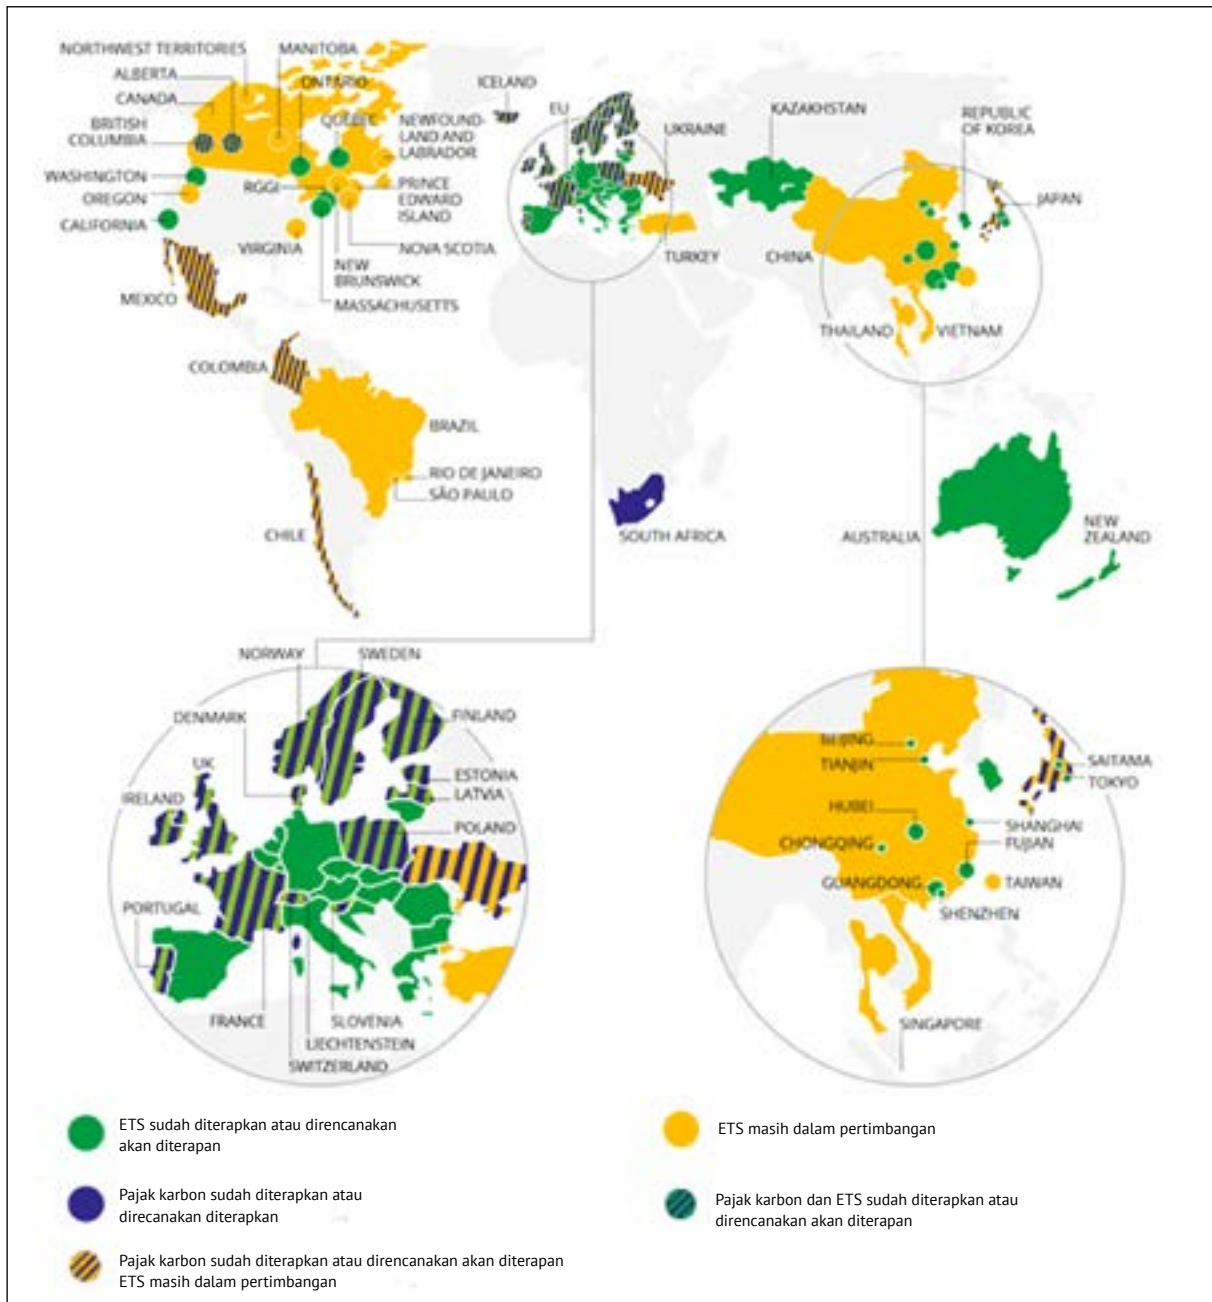 NORTHWEST TERRITORIES
MANITOBA
ALBERTA
ONTARIO
CANADA
BRITISH
COLUMBIA
QUÉBEC
NEWFOUND-
LAND AND
LABRADOR
WASHINGTON
OREGON
CALIFORNIA
RGGI
PRINCE
EDWARD
ISLAND
VIRGINIA
NOVA SCOTIA
NEW
BRUNSWICK
MASSACHUSETTS
MEXICO
ICELAND
EU
UKRAINE
KAZAKHSTAN
REPUBLIC
OF KOREA
JAPAN
TURKEY
CHINA
THAILAND
VIETNAM
COLOMBIA
BRAZIL
RIO DE JANEIRO
SÃO PAULO
CHILE
SOUTH AFRICA
AUSTRALIA
NEW
ZEALAND
NORWAY
SWEDEN
DENMARK
FINLAND
UK
ESTONIA
IRELAND
LATVIA
POLAND
PORTUGAL
FRANCE
SLOVENIA
LIECHTENSTEIN
SWITZERLAND
BEIJING
TIANJIN
SAITAMA
TOKYO
HUBEI
SHANGHAI
CHONGQING
FUJIAN
GUANGDONG
TAIWAN
SHENZHEN
SINGAPORE
ETS sudah diterapkan atau direncanakan
akan diterapan
ETS masih dalam pertimbangan
Pajak karbon sudah diterapkan atau
direcanakan diterapkan
Pajak karbon dan ETS sudah diterapkan atau
direncanakan akan diterapan
Pajak karbon sudah diterapkan atau direncanakan akan diterapan
ETS masih dalam pertimbangan